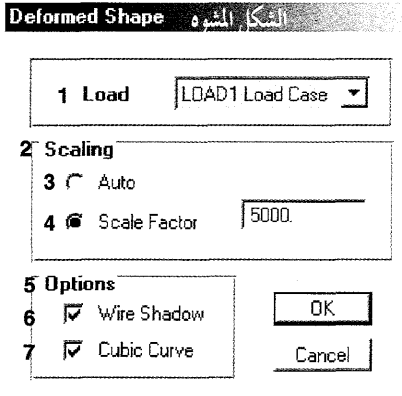 Deformed Shape الشكل المشوه
1 Load LOAD1 Load Case
2 Scaling
3 Auto
4 Scale Factor 5000.
5 Options
6 Wire Shadow OK
7 Cubic Curve Cancel